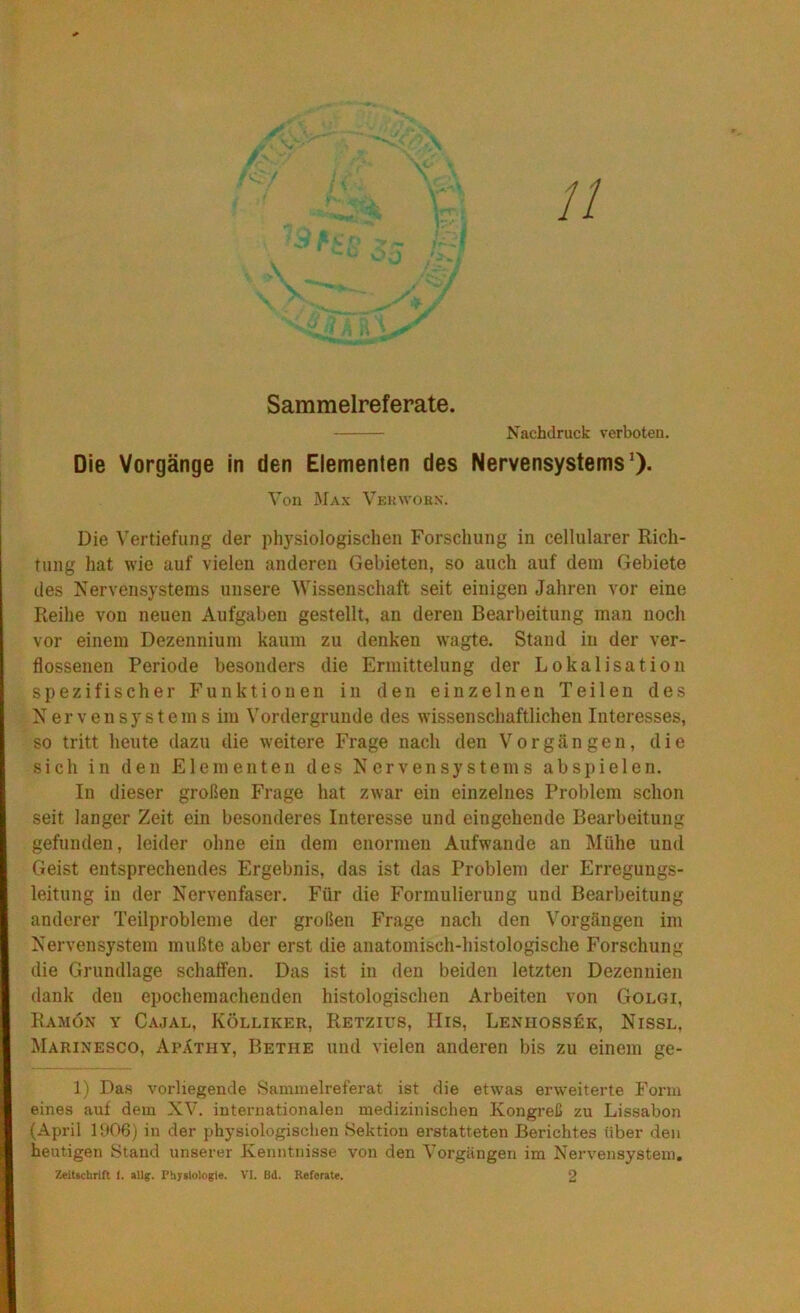 11
19 FEB 35
Sammelreferate.
Nachdruck verboten.
Die Vorgänge in den Elementen des Nervensystems¹).
Von Max Verworn.
Die Vertiefung der physiologischen Forschung in cellularer Rich-
tung hat wie auf vielen anderen Gebieten, so auch auf dem Gebiete
des Nervensystems unsere Wissenschaft seit einigen Jahren vor eine
Reihe von neuen Aufgaben gestellt, an deren Bearbeitung man noch
vor einem Dezennium kaum zu denken wagte. Stand in der ver-
flossenen Periode besonders die Ermittelung der Lokalisation
spezifischer Funktionen in den einzelnen Teilen des
Nervensystems im Vordergrunde des wissenschaftlichen Interesses,
so tritt heute dazu die weitere Frage nach den Vorgängen, die
sich in den Elementen des Nervensystems abspielen.
In dieser großen Frage hat zwar ein einzelnes Problem schon
seit langer Zeit ein besonderes Interesse und eingehende Bearbeitung
gefunden, leider ohne ein dem enormen Aufwande an Mühe und
Geist entsprechendes Ergebnis, das ist das Problem der Erregungs-
leitung in der Nervenfaser. Für die Formulierung und Bearbeitung
anderer Teilprobleme der großen Frage nach den Vorgängen im
Nervensystem mußte aber erst die anatomisch-histologische Forschung
die Grundlage schaffen. Das ist in den beiden letzten Dezennien
dank den epochemachenden histologischen Arbeiten von Golgi,
Ramón y Cajal, Kölliker, Retzius, His, Lenhossék, Nissl,
Marinesco, Apáthy, Bethe und vielen anderen bis zu einem ge-
1) Das vorliegende Sammelreferat ist die etwas erweiterte Form
eines auf dem XV. internationalen medizinischen Kongreß zu Lissabon
(April 1906) in der physiologischen Sektion erstatteten Berichtes über den
heutigen Stand unserer Kenntnisse von den Vorgängen im Nervensystem.
Zeitschrift f. allg. Physiologie. VI. Bd. Referate. 2